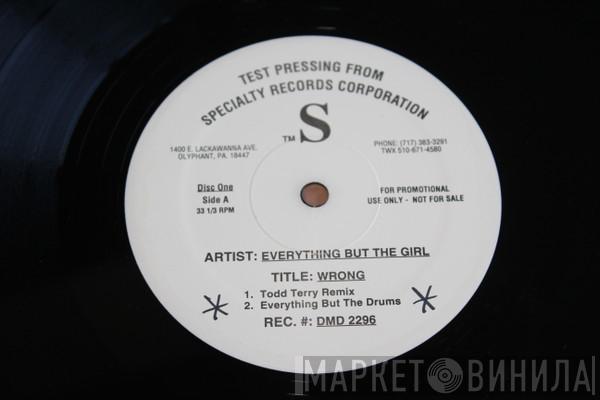 TEST PRESSING FROM
SPECIALTY RECORDS CORPORATION
TM S
1400 E. LACKAWANNA AVE.
OLYPHANT, PA. 18447
PHONE: (717) 383-3291
TWX 510-671-4580
Disc One
Side A
33 1/3 RPM
FOR PROMOTIONAL
USE ONLY - NOT FOR SALE
ARTIST: EVERYTHING BUT THE GIRL
TITLE: WRONG
1. Todd Terry Remix
2. Everything But The Drums
REC. #: DMD 2296
МАРКЕТ ВИНИЛА